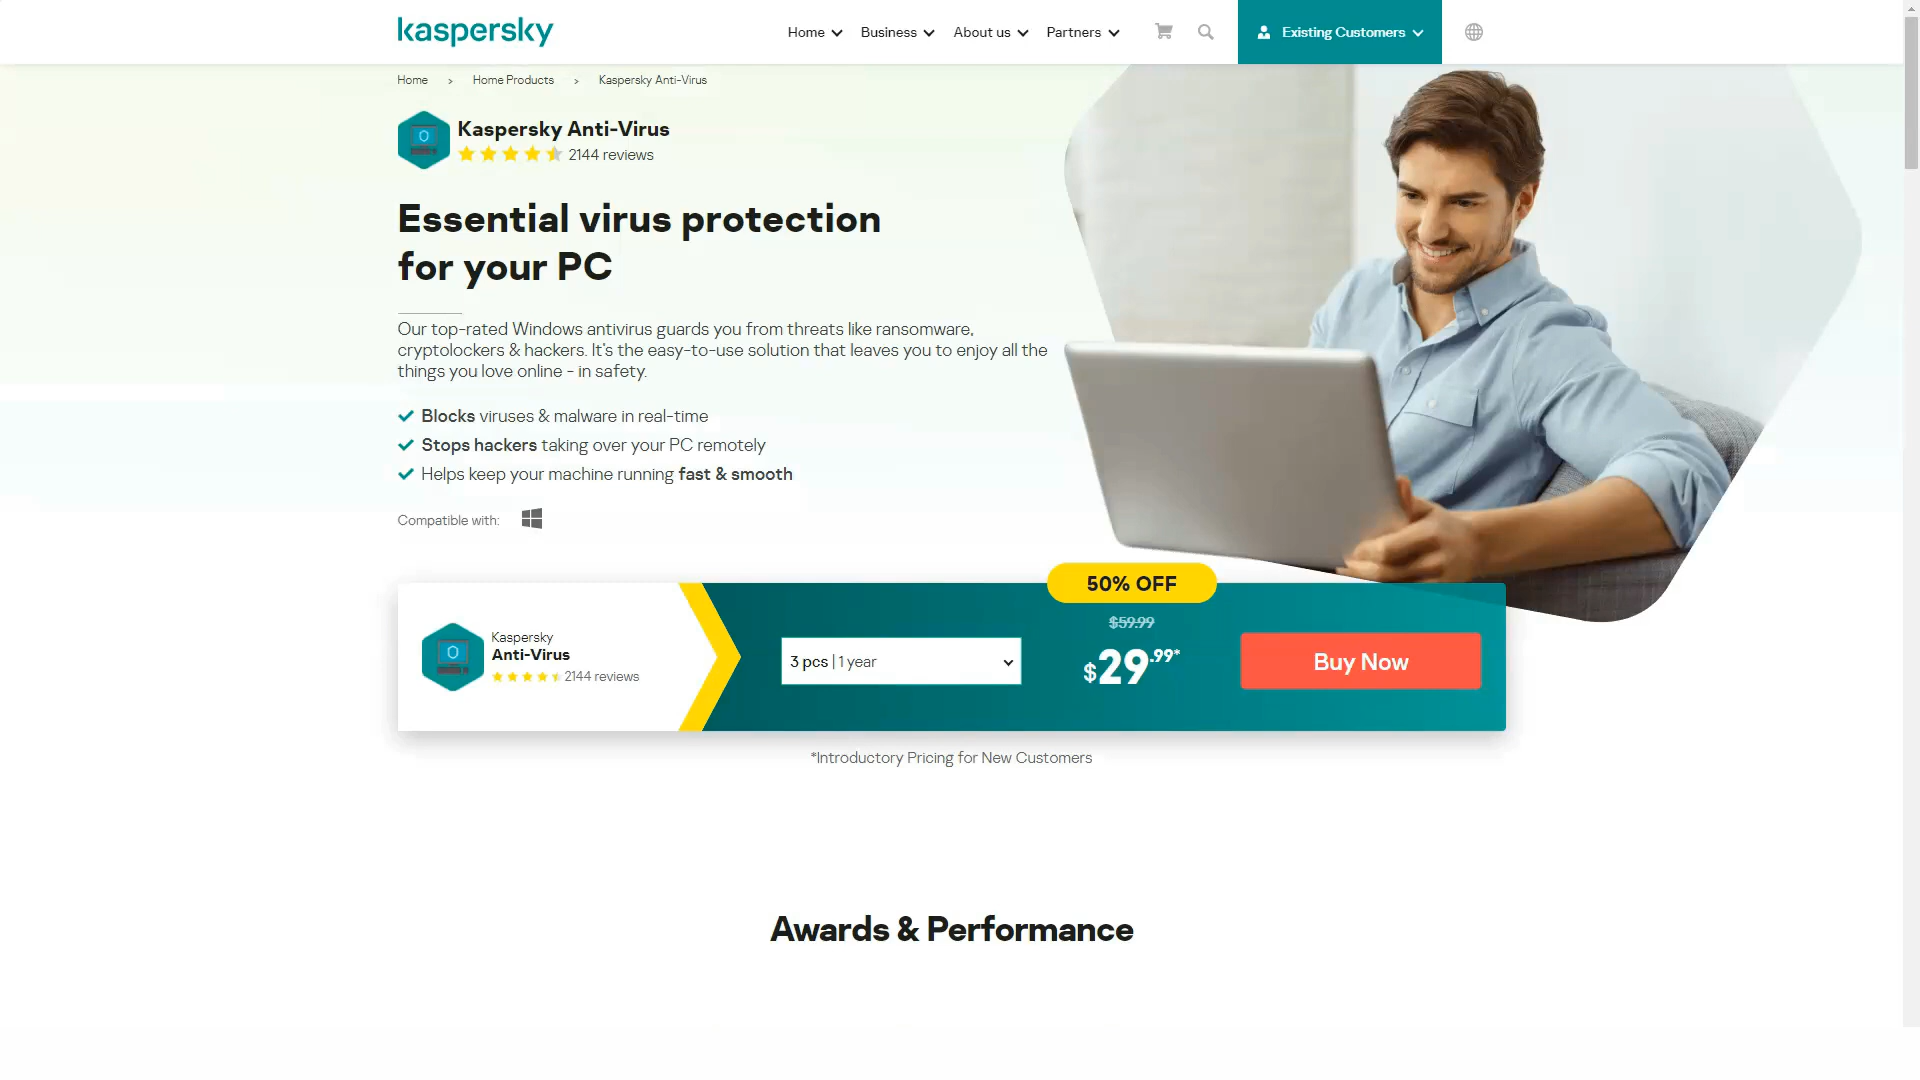 kaspersky
Home
Business
About us
Partners
Existing Customers
Home > Home Products > Kaspersky Anti-Virus
Kaspersky Anti-Virus
2144 reviews
Essential virus protection
for your PC
Our top-rated Windows antivirus guards you from threats like ransomware,
cryptolockers & hackers. It's the easy-to-use solution that leaves you to enjoy all the
things you love online - in safety.
Blocks viruses & malware in real-time
Stops hackers taking over your PC remotely
Helps keep your machine running fast & smooth
Compatible with:
Kaspersky
Anti-Virus
2144 reviews
3 pcs | 1 year
50% OFF
$59.99
$29.99*
Buy Now
*Introductory Pricing for New Customers
Awards & Performance